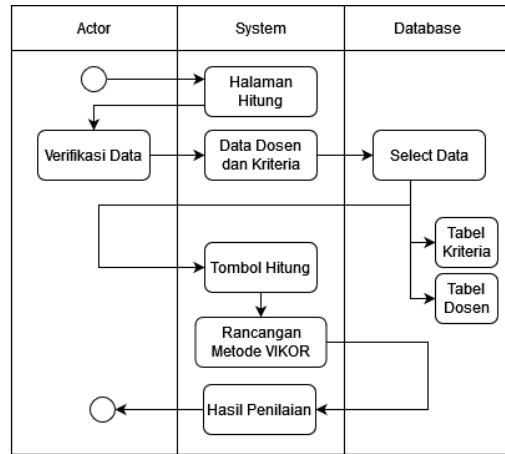 Actor
System
Database
Halaman
Hitung
Verifikasi Data
Data Dosen
dan Kriteria
Select Data
Tabel
Kriteria
Tombol Hitung
Tabel
Dosen
Rancangan
Metode VIKOR
Hasil Penilaian